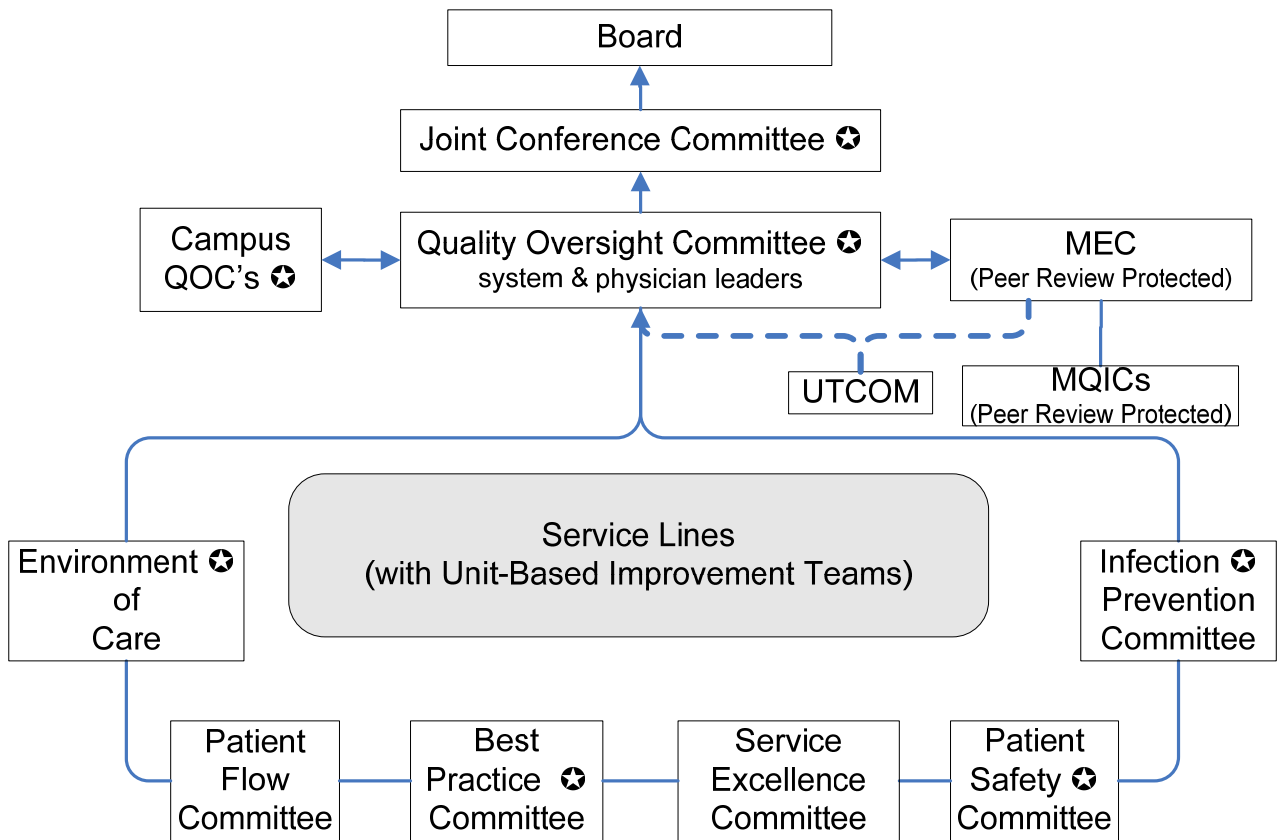 Board
Joint Conference Committee ✪
Campus
QOC's ✪
Quality Oversight Committee ✪
system & physician leaders
MEC
(Peer Review Protected)
UTCOM
MQICs
(Peer Review Protected)
Service Lines
(with Unit-Based Improvement Teams)
Environment ✪
of
Care
Infection ✪
Prevention
Committee
Patient
Flow
Committee
Best
Practice ✪
Committee
Service
Excellence
Committee
Patient
Safety ✪
Committee